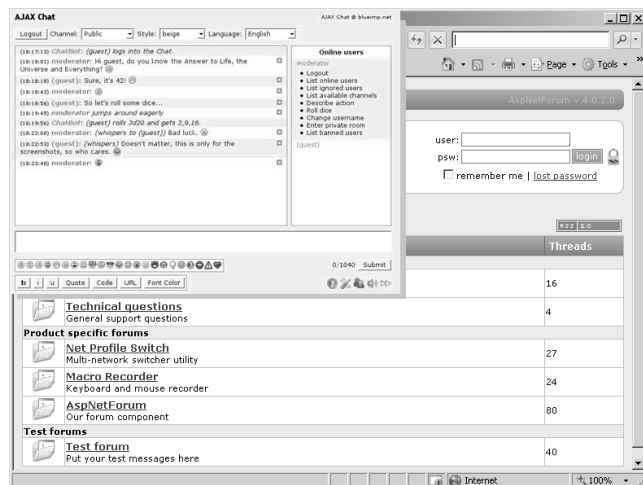 AJAX Chat
AJAX Chat © blueimp.net
Logout Channel: Public Style: beige Language: English
(18:17:13) ChatBot: (guest) logs into the Chat.
(18:18:01) moderator: Hi guest, do you know the Answer to Life, the
Universe and Everything?
(18:18:18) (guest): Sure, it's 42!
(18:18:43) moderator:
(18:18:56) (guest): So let's roll some dice...
(18:19:45) moderator jumps around eagerly
(18:19:56) ChatBot: (guest) rolls 3d20 and gets 2,9,16.
(18:22:00) moderator: (whispers to (guest)) Bad luck.
(18:22:53) (guest): (whispers) Doesn't matter, this is only for the
screenshots, so who cares.
(18:23:48) moderator:
Online users
moderator
Logout
List online users
List ignored users
List available channels
Describe action
Roll dice
Change username
Enter private room
List banned users
(guest)
0/1040 Submit
b i u Quote Code URL Font Color
Page Tools
AspNetForum v.4.0.2.0
user:
psw: login
remember me | lost password
RSS 2.0
Threads
16
Technical questions
General support questions
4
Product specific forums
Net Profile Switch
Multi-network switcher utility
27
Macro Recorder
Keyboard and mouse recorder
24
AspNetForum
Our forum component
80
Test forums
Test forum
Put your test messages here
40
Internet
100%